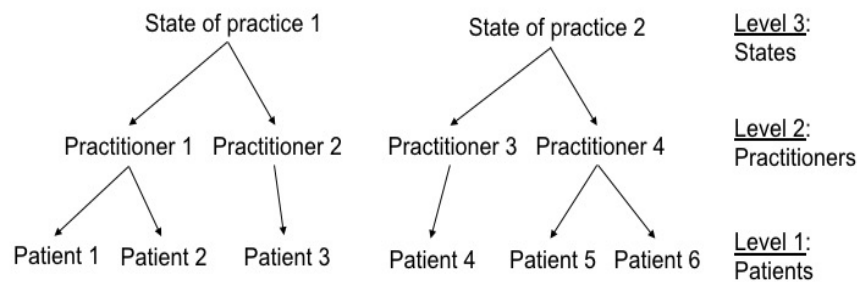 State of practice 1
State of practice 2
Level 3:
States
Practitioner 1
Practitioner 2
Practitioner 3
Practitioner 4
Level 2:
Practitioners
Patient 1
Patient 2
Patient 3
Patient 4
Patient 5
Patient 6
Level 1:
Patients